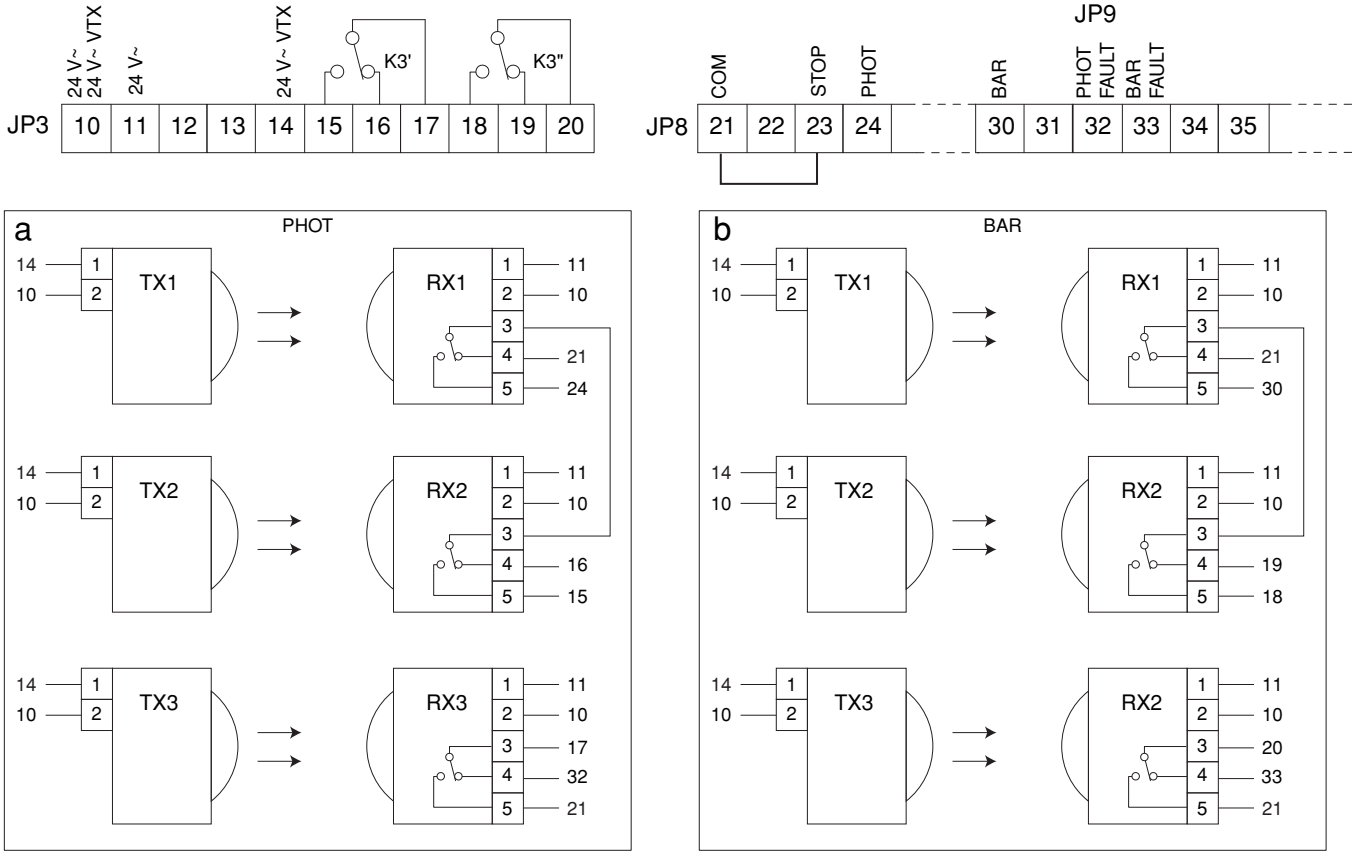 JP9
24 V~
24 V~ VTX
24 V~
24 V~ VTX
K3'
K3"
COM
STOP
PHOT
BAR
PHOT
FAULT
BAR
FAULT
JP3 10 11 12 13 14 15 16 17 18 19 20
JP8 21 22 23 24 30 31 32 33 34 35
a PHOT
14 1 TX1 RX1 1 11
10 2 2 10
3
4 21
5 24
14 1 TX2 RX2 1 11
10 2 2 10
3
4 16
5 15
14 1 TX3 RX3 1 11
10 2 2 10
3 17
4 32
5 21
b BAR
14 1 TX1 RX1 1 11
10 2 2 10
3
4 21
5 30
14 1 TX2 RX2 1 11
10 2 2 10
3
4 19
5 18
14 1 TX3 RX2 1 11
10 2 2 10
3 20
4 33
5 21